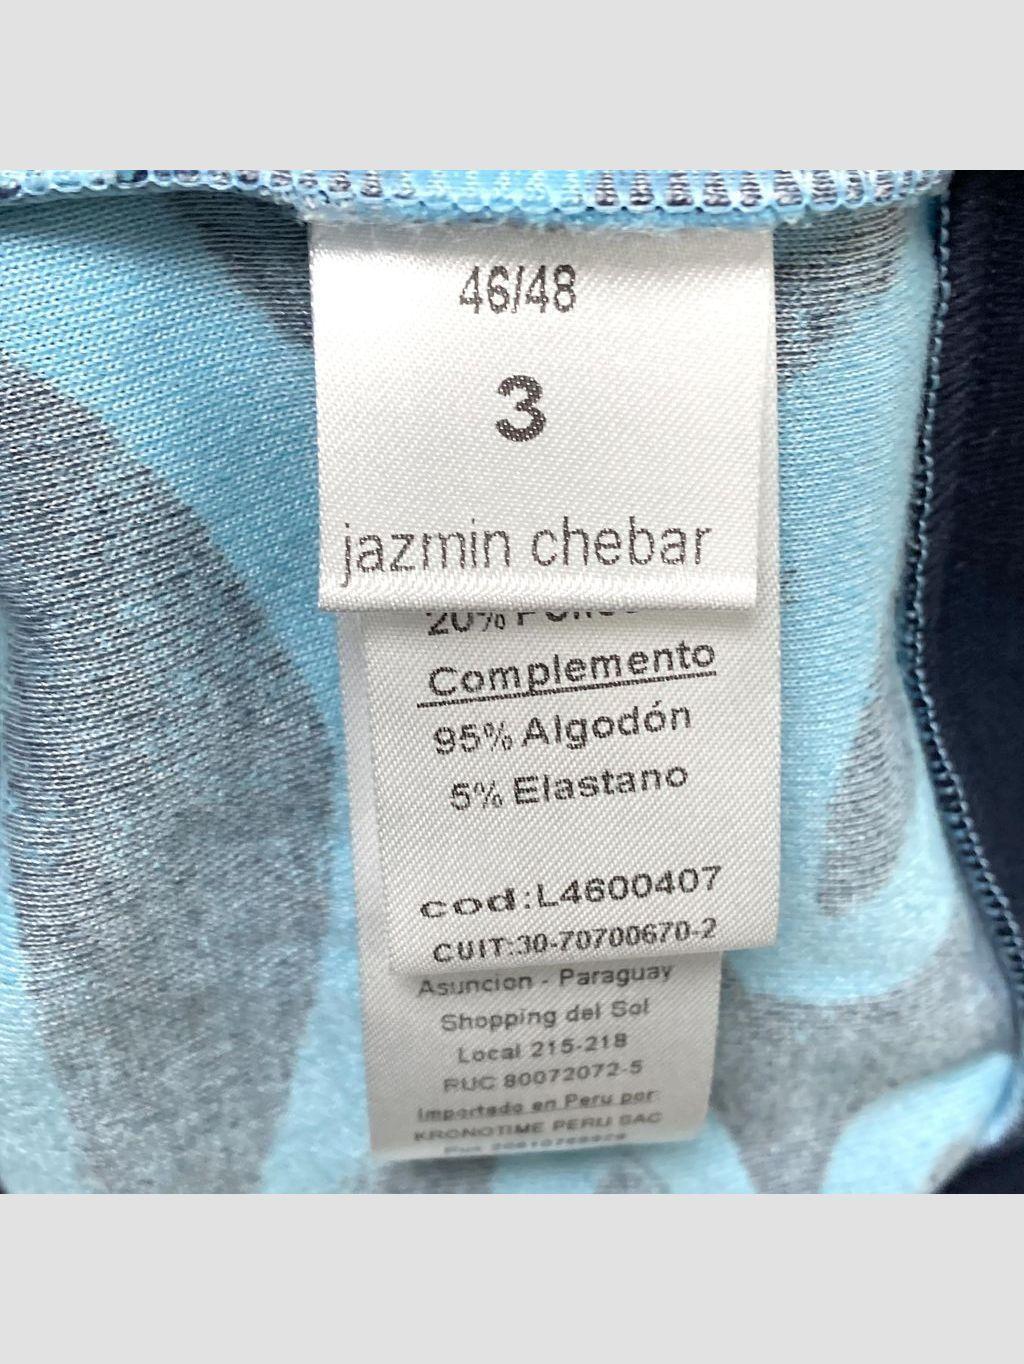 46/48
3
jazmin chebar
20%
Complemento
95% Algodón
5% Elastano
cod:L4600407
CUIT:30-70700670-2
Asuncion - Paraguay
Shopping del Sol
Local 215-218
RUC 80072072-5
Importado en Peru por:
KRONOTIME PERU SAC